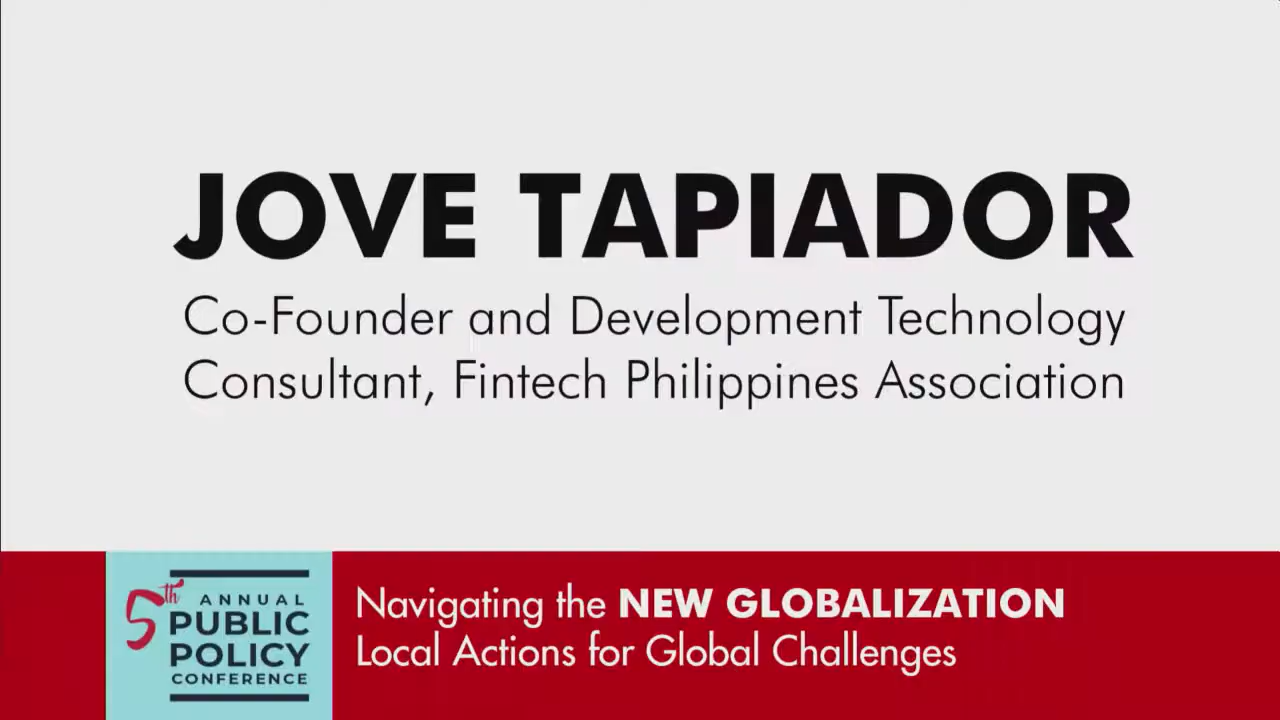 JOVE TAPIADOR
Co-Founder and Development Technology
Consultant, Fintech Philippines Association
5th ANNUAL
PUBLIC
POLICY
CONFERENCE
Navigating the NEW GLOBALIZATION
Local Actions for Global Challenges